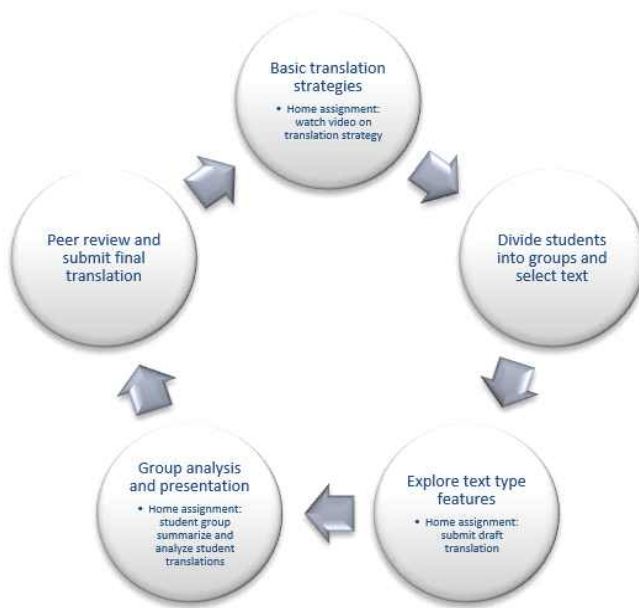 Basic translation
strategies
• Home assignment:
watch video on
translation strategy
Divide students
into groups and
select text
Explore text type
features
• Home assignment:
submit draft
translation
Group analysis
and presentation
• Home assignment:
student group
summarize and
analyze student
translations
Peer review and
submit final
translation